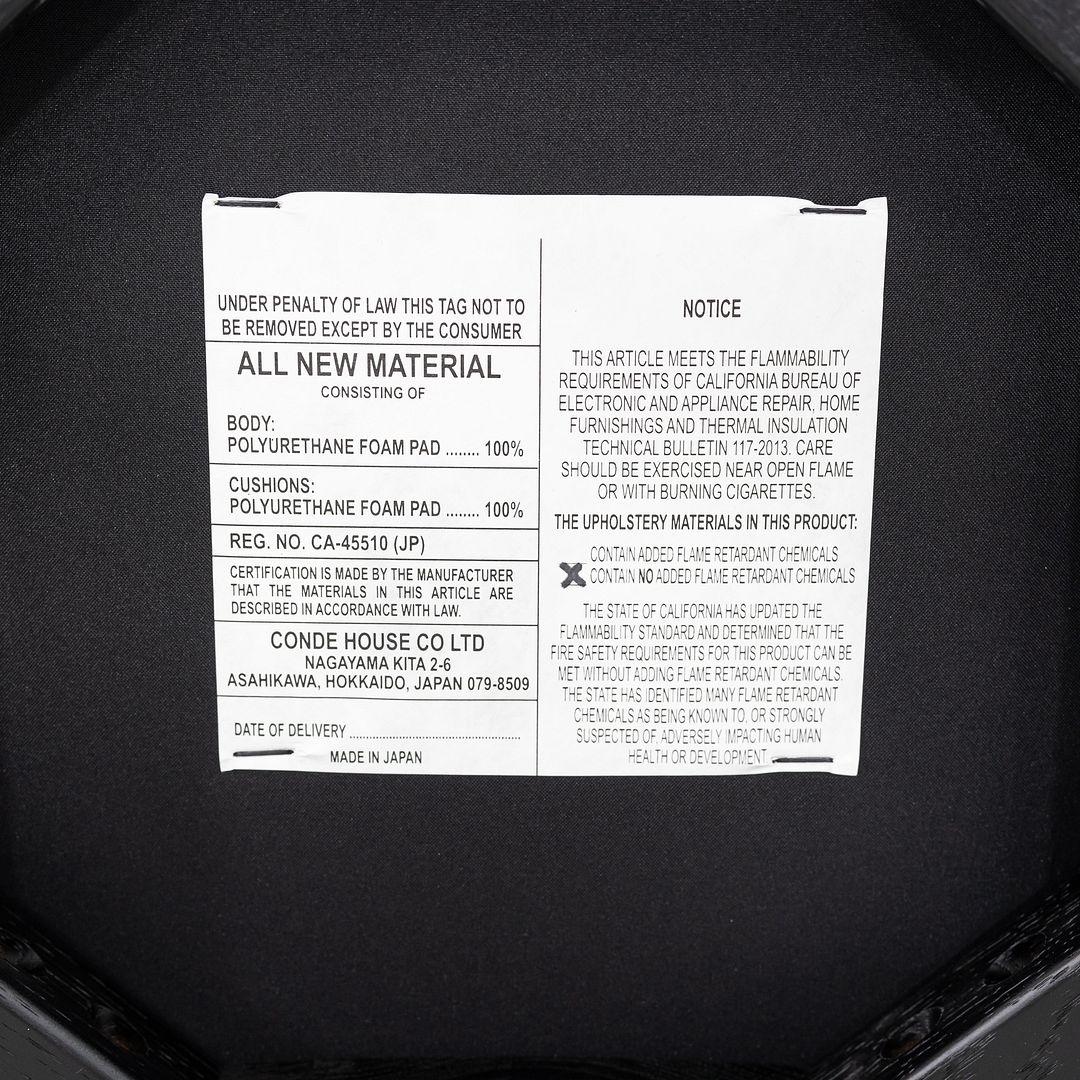 UNDER PENALTY OF LAW THIS TAG NOT TO
BE REMOVED EXCEPT BY THE CONSUMER
ALL NEW MATERIAL
CONSISTING OF
BODY:
POLYURETHANE FOAM PAD ........ 100%
CUSHIONS:
POLYURETHANE FOAM PAD ........ 100%
REG. NO. CA-45510 (JP)
CERTIFICATION IS MADE BY THE MANUFACTURER
THAT THE MATERIALS IN THIS ARTICLE ARE
DESCRIBED IN ACCORDANCE WITH LAW.
CONDE HOUSE CO LTD
NAGAYAMA KITA 2-6
ASAHIKAWA, HOKKAIDO, JAPAN 079-8509
DATE OF DELIVERY ..................................................
MADE IN JAPAN
NOTICE
THIS ARTICLE MEETS THE FLAMMABILITY
REQUIREMENTS OF CALIFORNIA BUREAU OF
ELECTRONIC AND APPLIANCE REPAIR, HOME
FURNISHINGS AND THERMAL INSULATION
TECHNICAL BULLETIN 117-2013. CARE
SHOULD BE EXERCISED NEAR OPEN FLAME
OR WITH BURNING CIGARETTES.
THE UPHOLSTERY MATERIALS IN THIS PRODUCT:
CONTAIN ADDED FLAME RETARDANT CHEMICALS
X CONTAIN NO ADDED FLAME RETARDANT CHEMICALS
THE STATE OF CALIFORNIA HAS UPDATED THE
FLAMMABILITY STANDARD AND DETERMINED THAT THE
FIRE SAFETY REQUIREMENTS FOR THIS PRODUCT CAN BE
MET WITHOUT ADDING FLAME RETARDANT CHEMICALS.
THE STATE HAS IDENTIFIED MANY FLAME RETARDANT
CHEMICALS AS BEING KNOWN TO, OR STRONGLY
SUSPECTED OF, ADVERSELY IMPACTING HUMAN
HEALTH OR DEVELOPMENT.